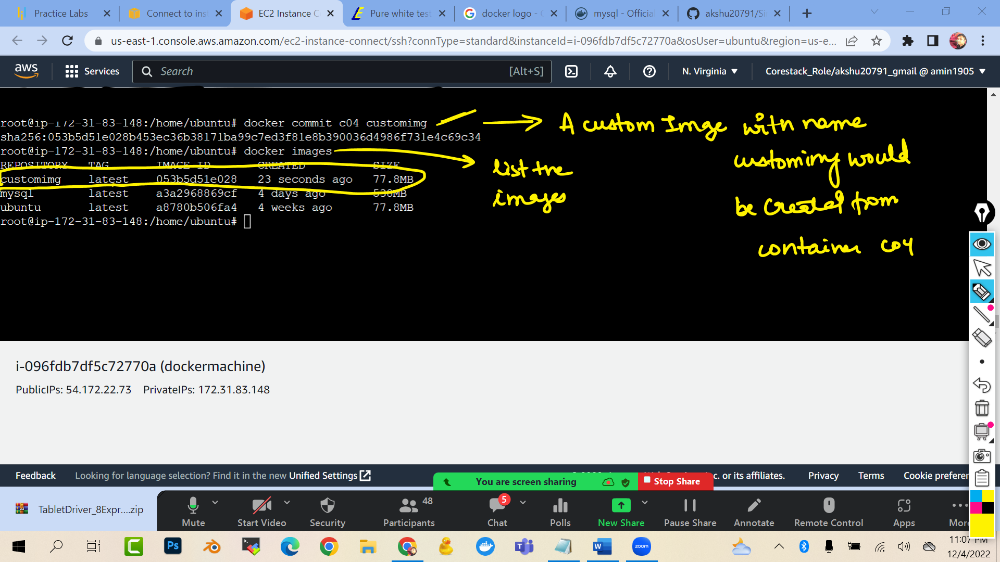 Practice Labs
Connect to inst
EC2 Instance C
Pure white test
docker logo -
mysql - Official
akshu20791/Si
us-east-1.console.aws.amazon.com/ec2-instance-connect/ssh?connType=standard&instanceId=i-096fdb7df5c72770a&osUser=ubuntu&region=us-e...
aws
Services
Search
[Alt+S]
N. Virginia
Corestack_Role/akshu20791_gmail @ amin1905
root@ip-172-31-83-148:/home/ubuntu# docker commit c04 customimg
sha256:053b5d51e028b453ec36b38171ba99c7ed3f81e8b390036d4986f731e4c69c34
root@ip-172-31-83-148:/home/ubuntu# docker images
REPOSITORY TAG IMAGE ID CREATED SIZE
customimg latest 053b5d51e028 23 seconds ago 77.8MB
mysql latest a3a2968869cf 4 days ago 538MB
ubuntu latest a8780b506fa4 4 weeks ago 77.8MB
root@ip-172-31-83-148:/home/ubuntu#
A custom Imge with name
customimg would
be created from
container c04
list the
images
i-096fdb7df5c72770a (dockermachine)
PublicIPs: 54.172.22.73 PrivateIPs: 172.31.83.148
Feedback
Looking for language selection? Find it in the new Unified Settings
c. or its affiliates.
Privacy
Terms
Cookie preferen
You are screen sharing
Stop Share
TabletDriver_8Expr....zip
48
5
Mute
Start Video
Security
Participants
Chat
Polls
New Share
Pause Share
Annotate
Remote Control
Apps
More
Ps
W
zoom
11:07 PM
12/4/2022